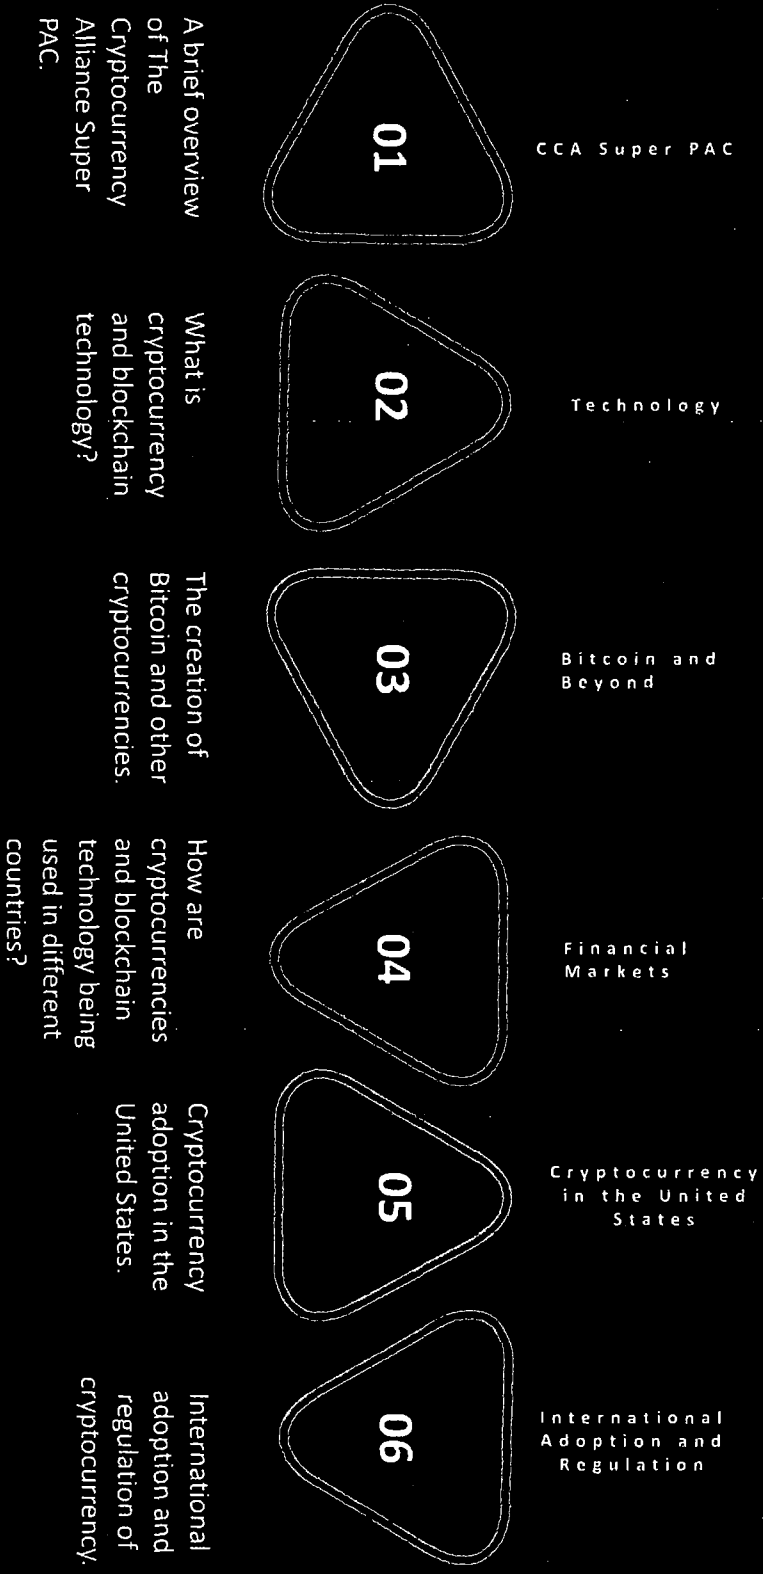 CCA Super PAC
01
A brief overview
of The
Cryptocurrency
Alliance Super
PAC.
Technology
02
What is
cryptocurrency
and blockchain
technology?
Bitcoin and
Beyond
03
The creation of
Bitcoin and other
cryptocurrencies.
Financial
Markets
04
How are
cryptocurrencies
and blockchain
technology being
used in different
countries?
Cryptocurrency
in the United
States
05
Cryptocurrency
adoption in the
United States.
International
Adoption and
Regulation
06
International
adoption and
regulation of
cryptocurrency.